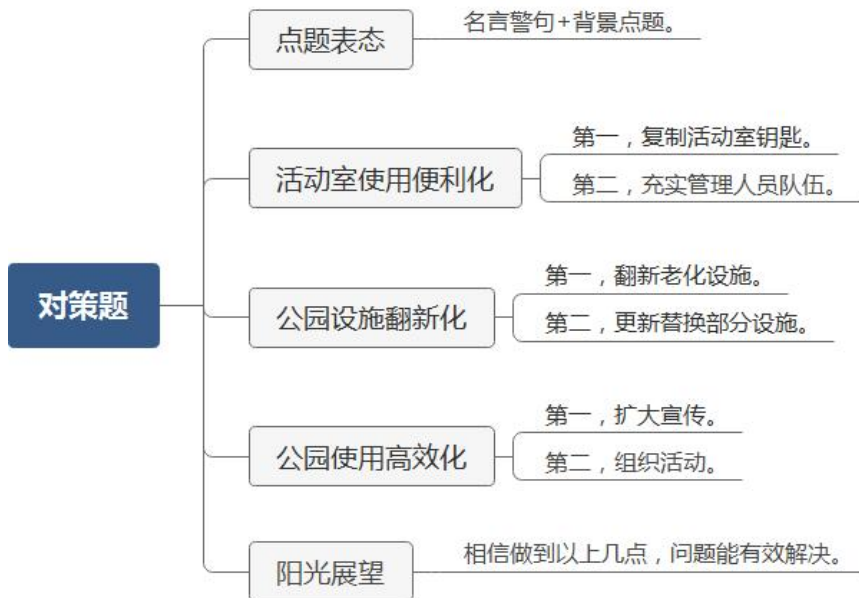 点题表态
名言警句+背景点题。
活动室使用便利化
第一，复制活动室钥匙。
第二，充实管理人员队伍。
对策题
公园设施翻新化
第一，翻新老化设施。
第二，更新替换部分设施。
公园使用高效化
第一，扩大宣传。
第二，组织活动。
阳光展望
相信做到以上几点，问题能有效解决。